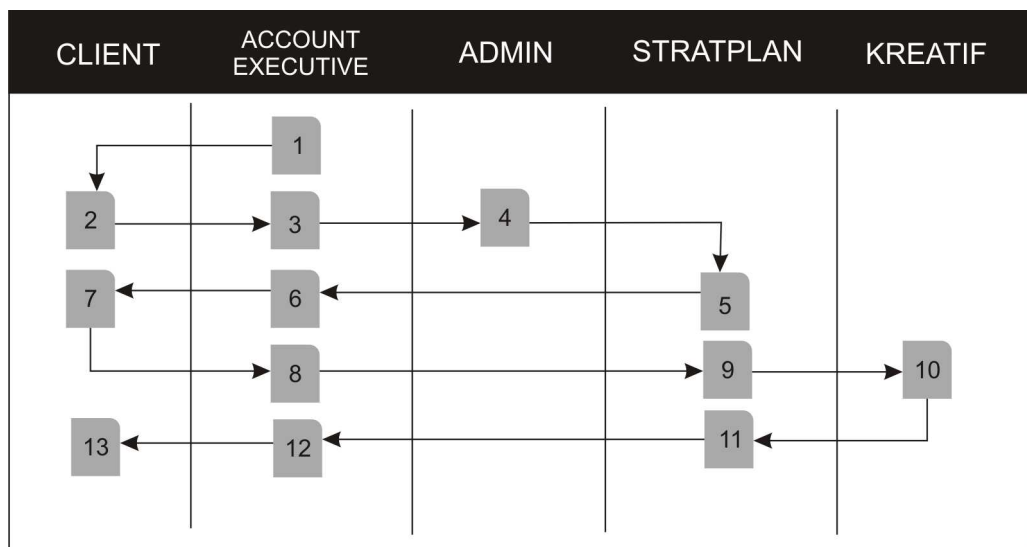 CLIENT
ACCOUNT
EXECUTIVE
ADMIN
STRATPLAN
KREATIF
1
2
3
4
7
6
5
8
9
10
13
12
11